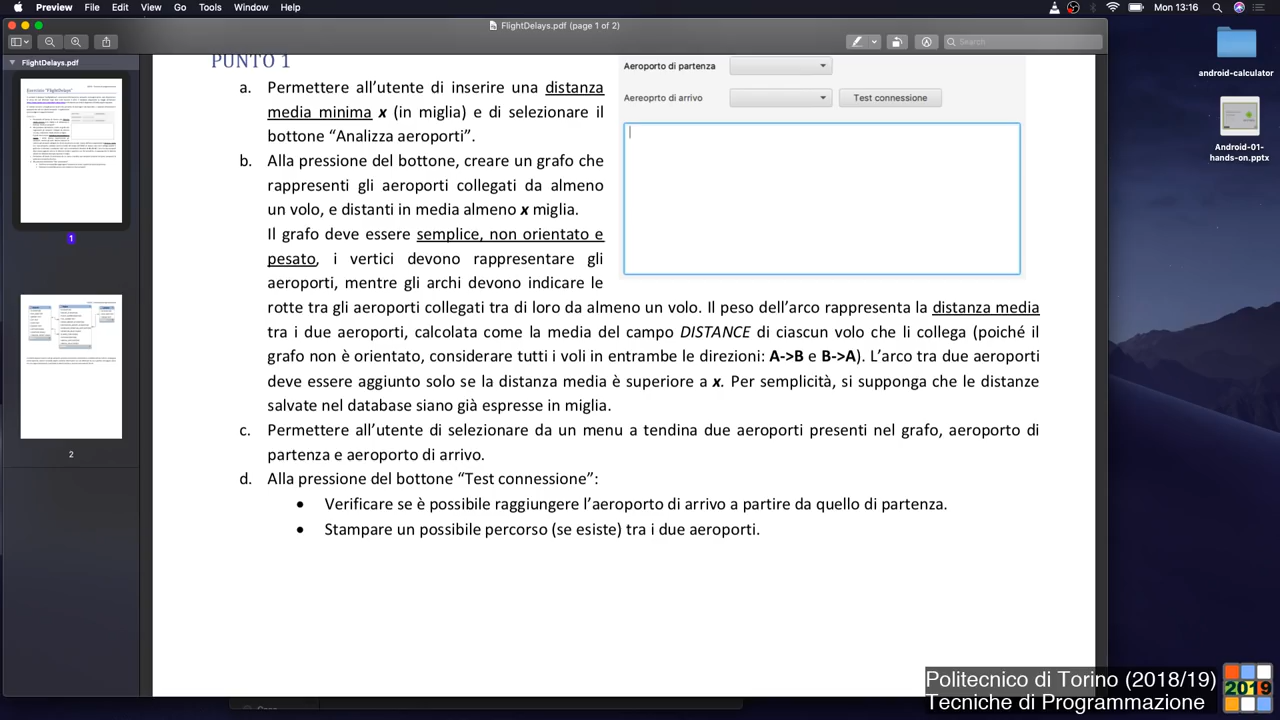 Preview File Edit View Go Tools Window Help
Mon 13:16
FlightDelays.pdf (page 1 of 2)
Search
FlightDelays.pdf
1
2
PUNTO 1
a. Permettere all'utente di inserire una distanza
media minima x (in miglia) e di selezionare il
bottone "Analizza aeroporti".
b. Alla pressione del bottone, creare un grafo che
rappresenti gli aeroporti collegati da almeno
un volo, e distanti in media almeno x miglia.
Il grafo deve essere semplice, non orientato e
pesato, i vertici devono rappresentare gli
aeroporti, mentre gli archi devono indicare le
rotte tra gli aeroporti collegati tra di loro da almeno un volo. Il peso dell'arco rappresenta la distanza media
tra i due aeroporti, calcolata come la media del campo DISTANCE di ciascun volo che li collega (poiché il
grafo non è orientato, considerare tutti i voli in entrambe le direzioni: A->B e B->A). L'arco tra due aeroporti
deve essere aggiunto solo se la distanza media è superiore a x. Per semplicità, si supponga che le distanze
salvate nel database siano già espresse in miglia.
c. Permettere all'utente di selezionare da un menu a tendina due aeroporti presenti nel grafo, aeroporto di
partenza e aeroporto di arrivo.
d. Alla pressione del bottone "Test connessione":
• Verificare se è possibile raggiungere l'aeroporto di arrivo a partire da quello di partenza.
• Stampare un possibile percorso (se esiste) tra i due aeroporti.
Aeroporto di partenza
Aereoprto di arrivo
Test connessione
android-calculator
Android-01-
hands-on.pptx
Politecnico di Torino (2018/19)
Tecniche di Programmazione
2019